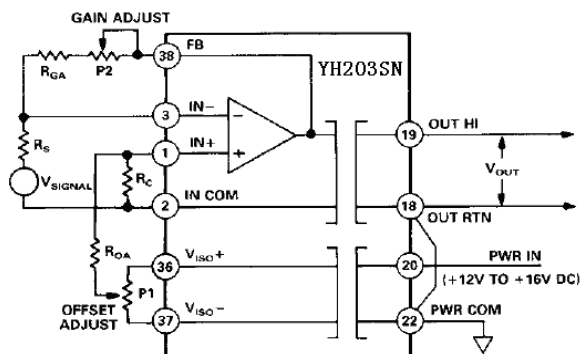 GAIN ADJUST
FB
38
YH203SN
RGA
P2
3
IN−
−
19
OUT HI
RS
1
IN+
+
VOUT
VSIGNAL
RC
2
IN COM
18
OUT RTN
ROA
36
VISO+
20
PWR IN
P1
(+12V TO +16V DC)
OFFSET
ADJUST
37
VISO−
22
PWR COM